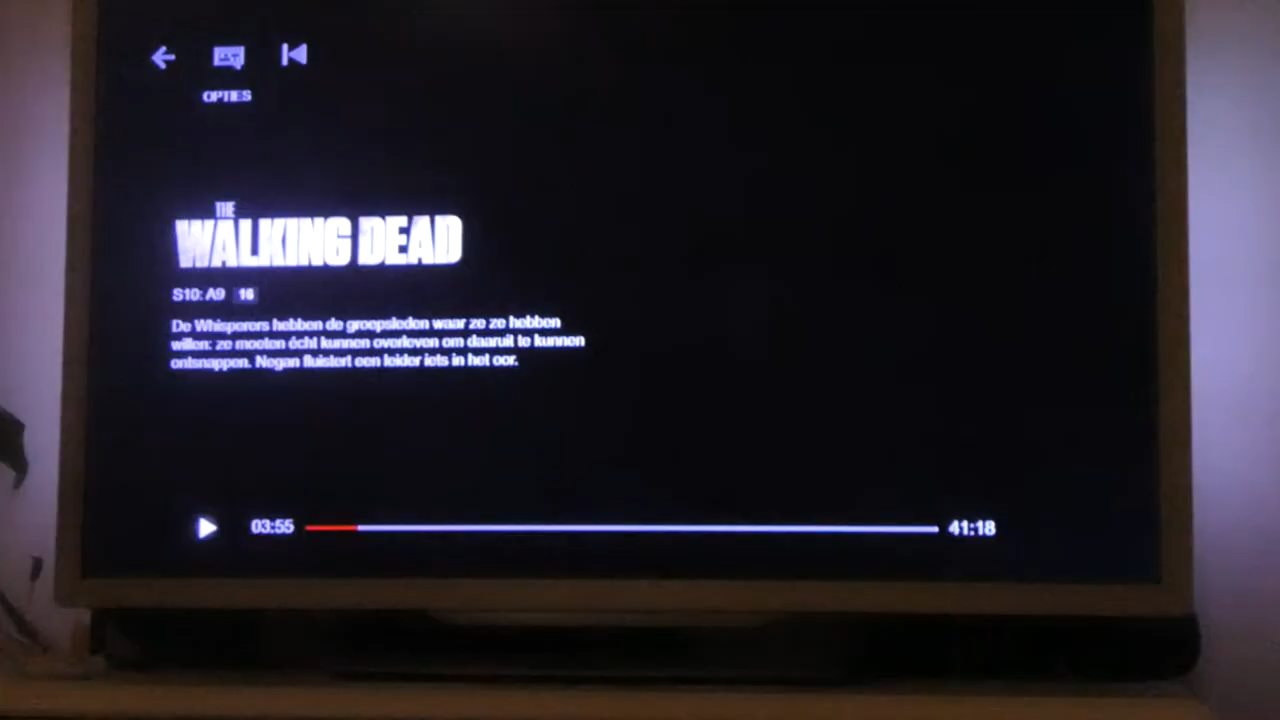 OPTIES
THE
WALKING DEAD
S10: A9 16
De Whisperers hebben de groepsleden waar ze ze hebben
willen: ze moeten écht kunnen overleven om daaruit te kunnen
ontsnappen. Negan fluistert een leider iets in het oor.
03:55 41:18